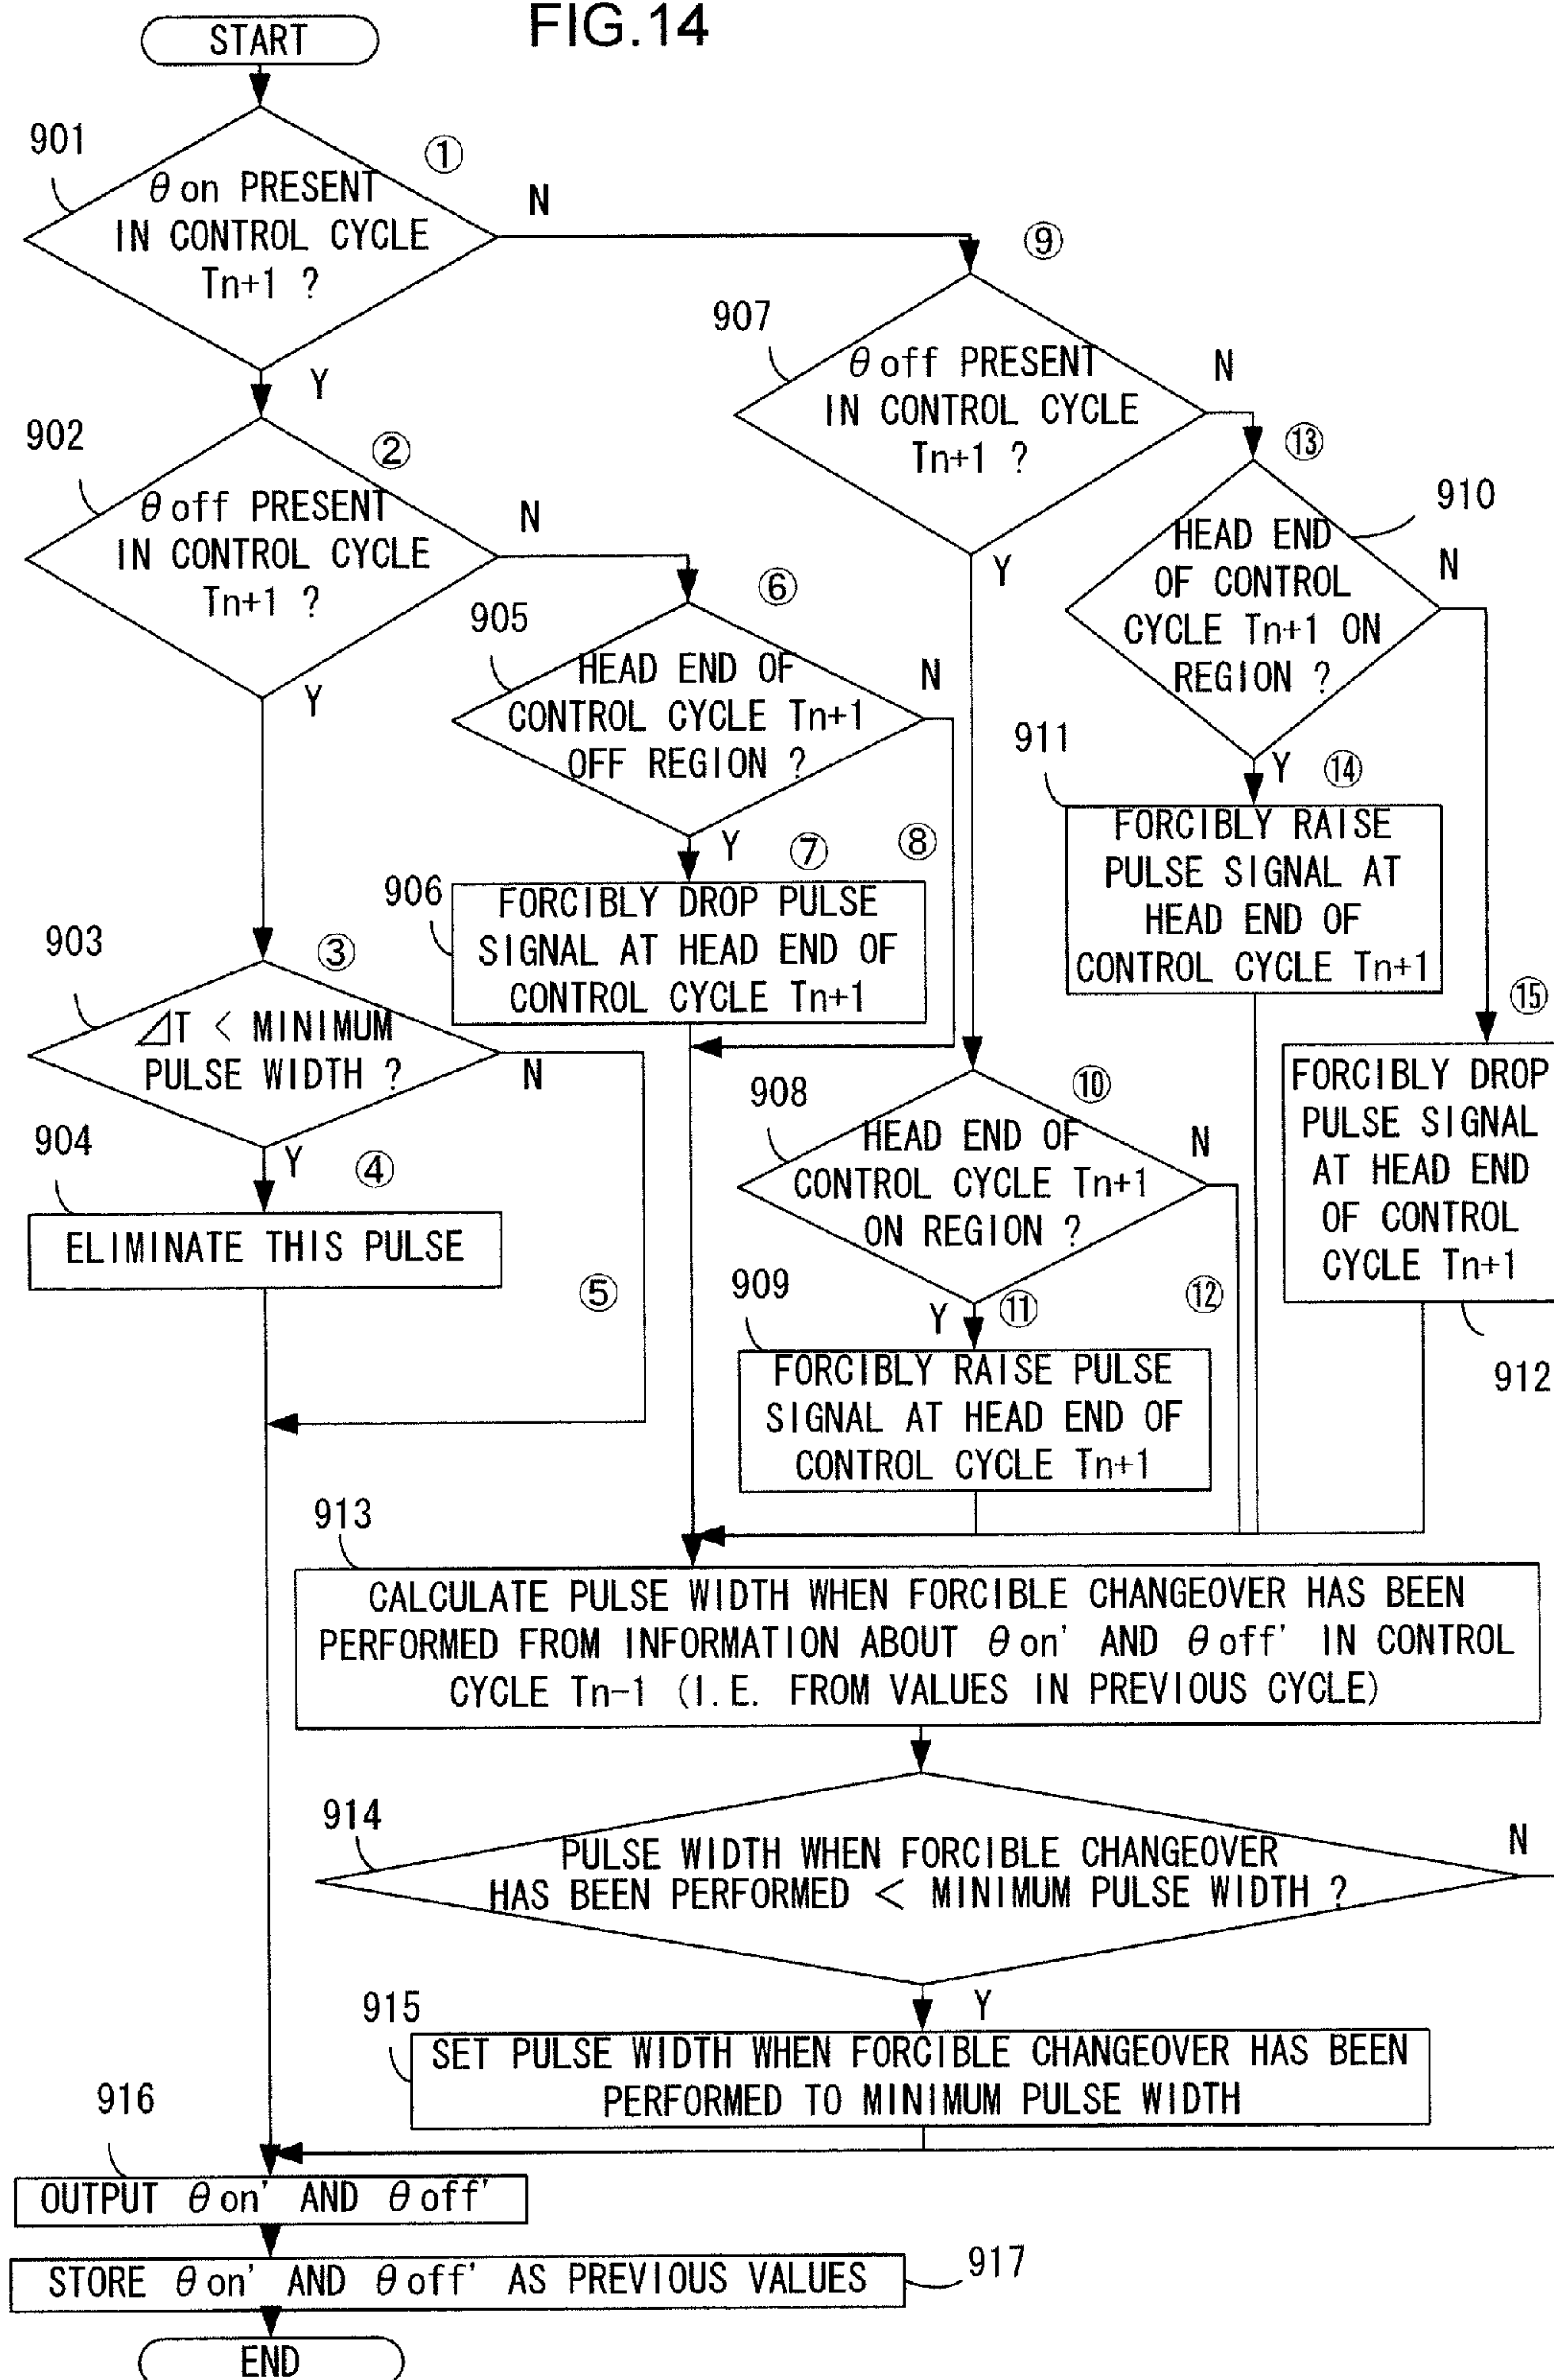 FIG.14
START
901
①
θon PRESENT
IN CONTROL CYCLE
Tn+1 ?
N
Y
902
②
θoff PRESENT
IN CONTROL CYCLE
Tn+1 ?
N
Y
907
⑨
θoff PRESENT
IN CONTROL CYCLE
Tn+1 ?
N
Y
905
⑥
HEAD END OF
CONTROL CYCLE Tn+1
OFF REGION ?
N
Y
⑦
⑧
906
FORCIBLY DROP PULSE
SIGNAL AT HEAD END OF
CONTROL CYCLE Tn+1
910
⑬
HEAD END
OF CONTROL
CYCLE Tn+1 ON
REGION ?
N
Y
⑭
911
FORCIBLY RAISE
PULSE SIGNAL AT
HEAD END OF
CONTROL CYCLE Tn+1
⑮
FORCIBLY DROP
PULSE SIGNAL
AT HEAD END
OF CONTROL
CYCLE Tn+1
912
903
③
⊿T < MINIMUM
PULSE WIDTH ?
N
Y
904
④
ELIMINATE THIS PULSE
⑤
908
⑩
HEAD END OF
CONTROL CYCLE Tn+1
ON REGION ?
N
Y
⑪
⑫
909
FORCIBLY RAISE PULSE
SIGNAL AT HEAD END OF
CONTROL CYCLE Tn+1
913
CALCULATE PULSE WIDTH WHEN FORCIBLE CHANGEOVER HAS BEEN
PERFORMED FROM INFORMATION ABOUT θon' AND θoff' IN CONTROL
CYCLE Tn-1 (I.E. FROM VALUES IN PREVIOUS CYCLE)
914
PULSE WIDTH WHEN FORCIBLE CHANGEOVER
HAS BEEN PERFORMED < MINIMUM PULSE WIDTH ?
N
Y
915
SET PULSE WIDTH WHEN FORCIBLE CHANGEOVER HAS BEEN
PERFORMED TO MINIMUM PULSE WIDTH
916
OUTPUT θon' AND θoff'
STORE θon' AND θoff' AS PREVIOUS VALUES
917
END